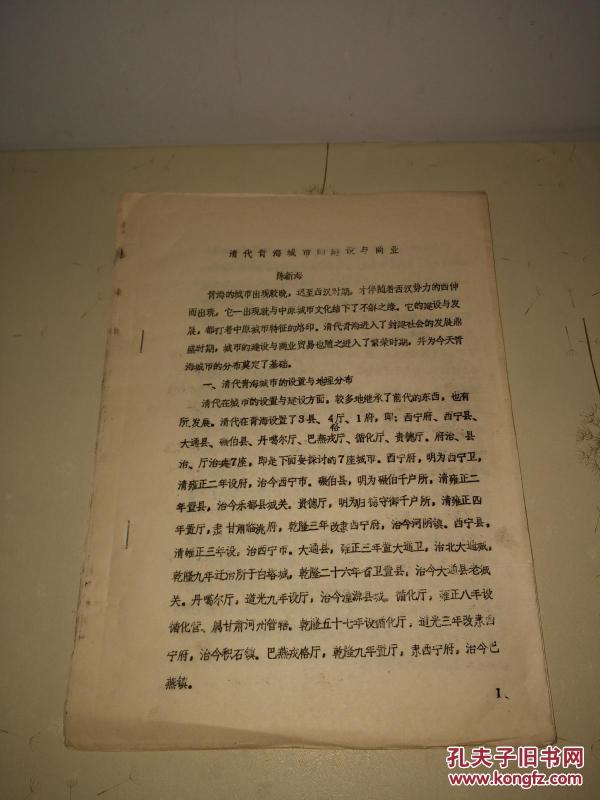 清代青海城市的建设与商业
陈新海
青海的城市出现较晚，迟至西汉时期，才伴随着西汉势力的西伸
而出现，它一出现就与中原城市文化结下了不解之缘。它的建设与发
展，都打着中原城市特征的烙印。清代青海进入了封建社会的发展鼎
盛时期，城市的建设与商业贸易也随之进入了繁荣时期，并为今天青
海城市的分布奠定了基础。
一、清代青海城市的设置与地理分布
清代在城市的设置与建设方面，较多地继承了前代的东西，也有
所发展。清代在青海设置了3县、4厅、1府，即：西宁府、西宁县、
大通县、碾伯县、丹噶尔厅、巴燕戎格厅、循化厅、贵德厅。府治、县
治、厅治共7座，即是下面要探讨的7座城市。西宁府，明为西宁卫，
清雍正二年设府，治今西宁市。碾伯县，明为碾伯千户所，清雍正二
年置县，治今乐都县城关。贵德厅，明为归德守御千户所，清雍正四
年置厅，隶甘肃临洮府，乾隆三年改隶西宁府，治今河阴镇。西宁县，
清雍正三年设，治西宁市。大通县，雍正三年置大通卫，治北大通城，
乾隆九年迁治所于白塔城，乾隆二十六年省卫置县，治今大通县老城
关。丹噶尔厅，道光九年设厅，治今湟源县城。循化厅，雍正八年设
循化营、属甘肃河州管辖。乾隆五十七年设循化厅，道光三年改隶西
宁府，治今积石镇。巴燕戎格厅，乾隆九年置厅，隶西宁府，治今巴
燕镇。
1、
孔夫子旧书网
www.kongfz.com